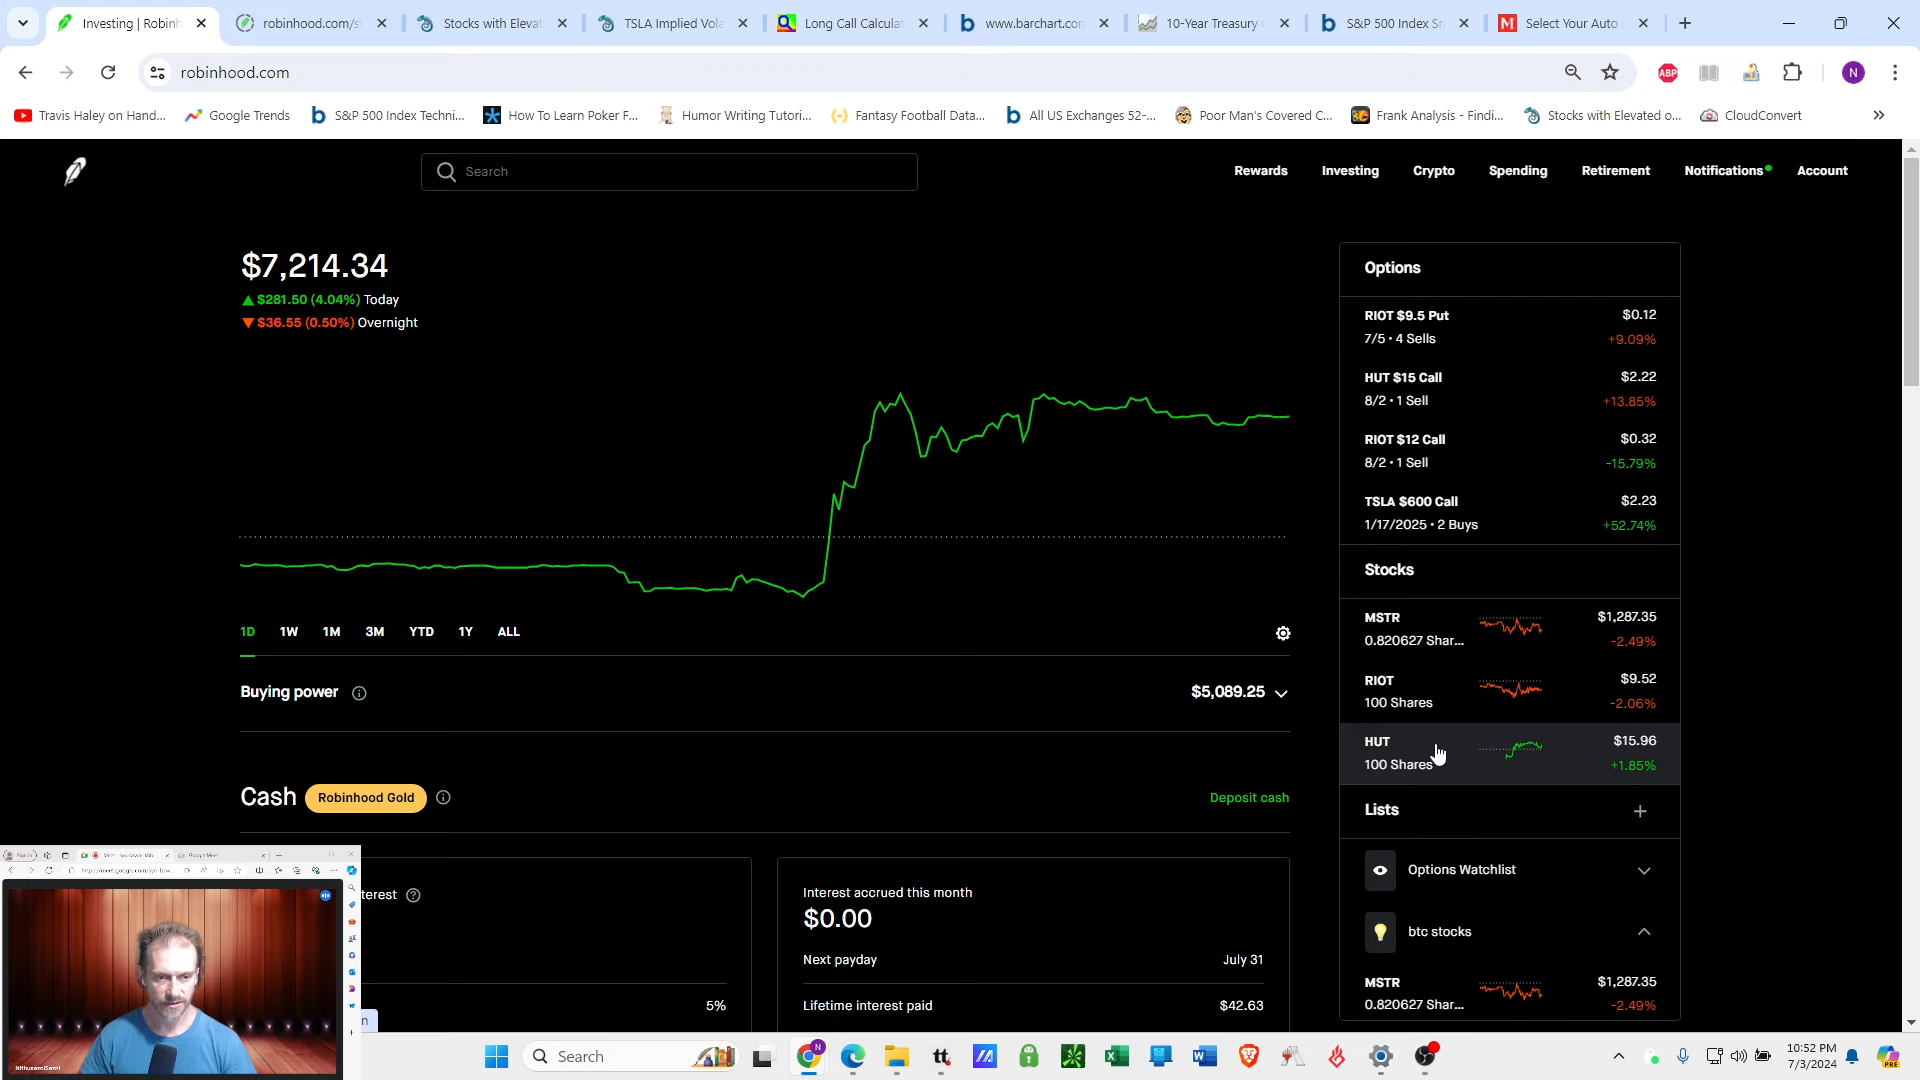 Investing | Robinh
robinhood.com/s
Stocks with Eleva
TSLA Implied Vola
Long Call Calculat
www.barchart.con
10-Year Treasury
S&P 500 Index Sn
Select Your Auto
robinhood.com
ABP
N
Travis Haley on Hand...
Google Trends
S&P 500 Index Techni...
How To Learn Poker F...
Humor Writing Tutori...
Fantasy Football Data...
All US Exchanges 52-...
Poor Man's Covered C...
Frank Analysis - Findi...
Stocks with Elevated o...
CloudConvert
Search
Rewards
Investing
Crypto
Spending
Retirement
Notifications
Account
$7,214.34
$281.50 (4.04%) Today
$36.55 (0.50%) Overnight
1D 1W 1M 3M YTD 1Y ALL
Buying power
$5,089.25
Cash
Robinhood Gold
Deposit cash
terest
5%
Interest accrued this month
$0.00
Next payday
July 31
Lifetime interest paid
$42.63
Options
RIOT $9.5 Put $0.12
7/5 • 4 Sells +9.09%
HUT $15 Call $2.22
8/2 • 1 Sell +13.85%
RIOT $12 Call $0.32
8/2 • 1 Sell -15.79%
TSLA $600 Call $2.23
1/17/2025 • 2 Buys +52.74%
Stocks
MSTR $1,287.35
0.820627 Shar... -2.49%
RIOT $9.52
100 Shares -2.06%
HUT $15.96
100 Shares +1.85%
Lists
Options Watchlist
btc stocks
MSTR $1,287.35
0.820627 Shar... -2.49%
Google Meet
Search
10:52 PM
7/3/2024